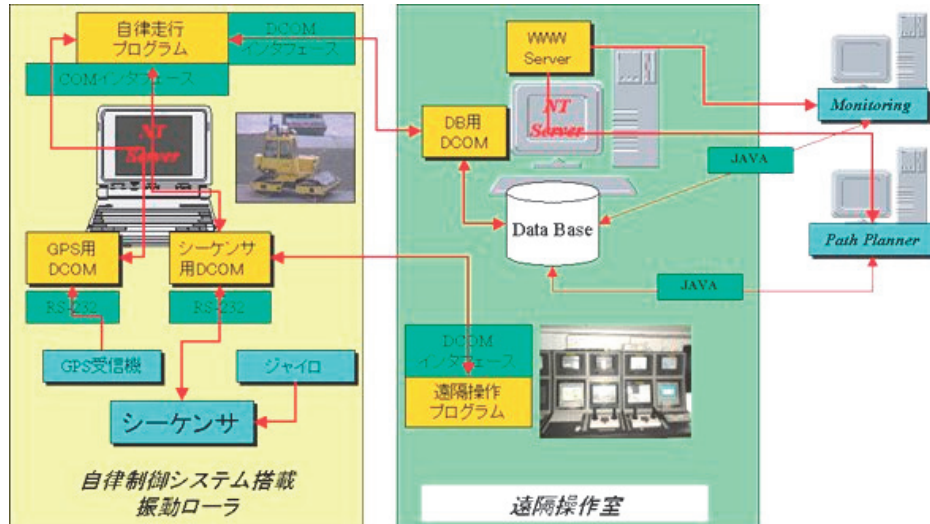 自律走行
プログラム
DCOM
インタフェース
COMインタフェース
NT
Server
GPS用
DCOM
シーケンサ
用DCOM
RS-232
RS-232
GPS受信機
ジャイロ
シーケンサ
自律制御システム搭載
振動ローラ
WWW
Server
DB用
DCOM
NT
Server
Data Base
DCOM
インタフェース
遠隔操作
プログラム
遠隔操作室
JAVA
JAVA
Monitoring
Path Planner